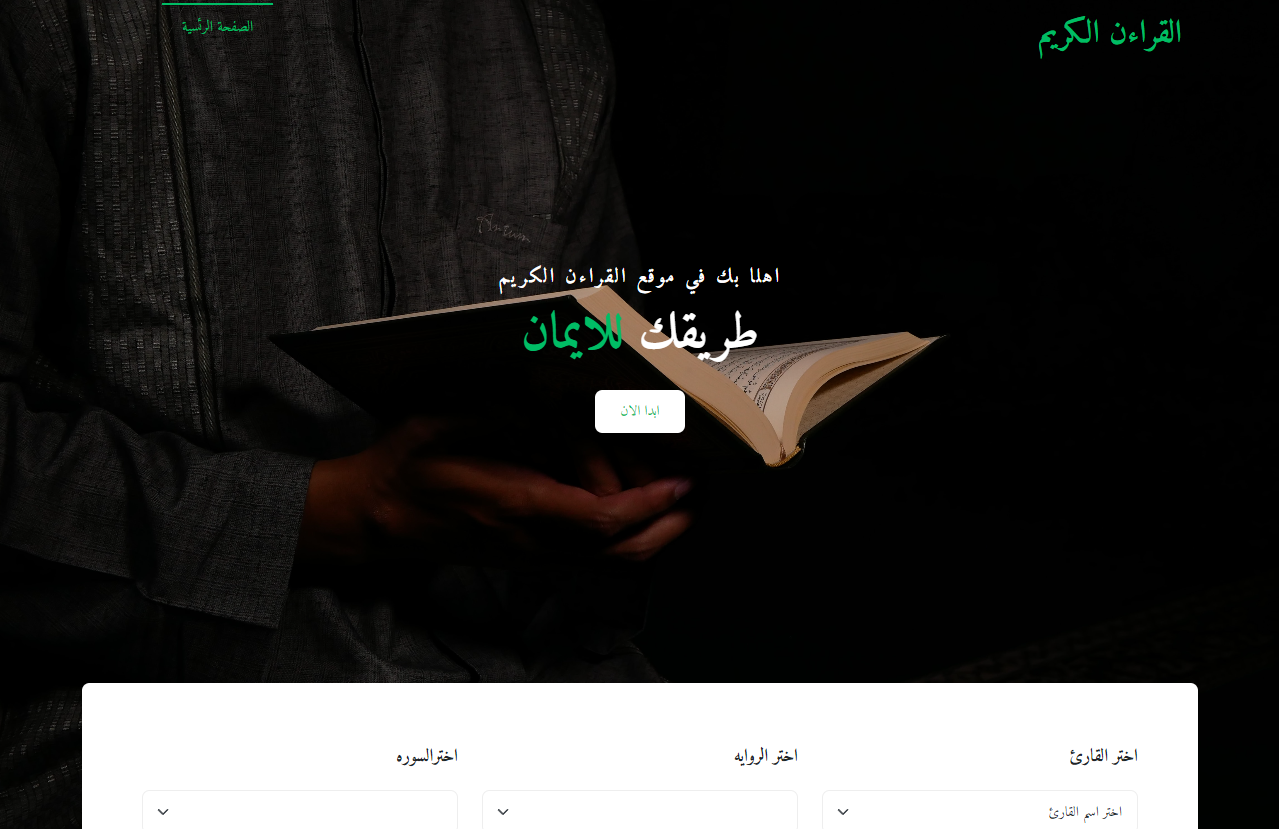 القراءن الكريم
الصفحة الرئسية
اهلا بك في موقع القراءن الكريم
طريقك للايمان
ابدا الان
اختر القارئ
اختر الروايه
اخترالسوره
اختر اسم القارئ